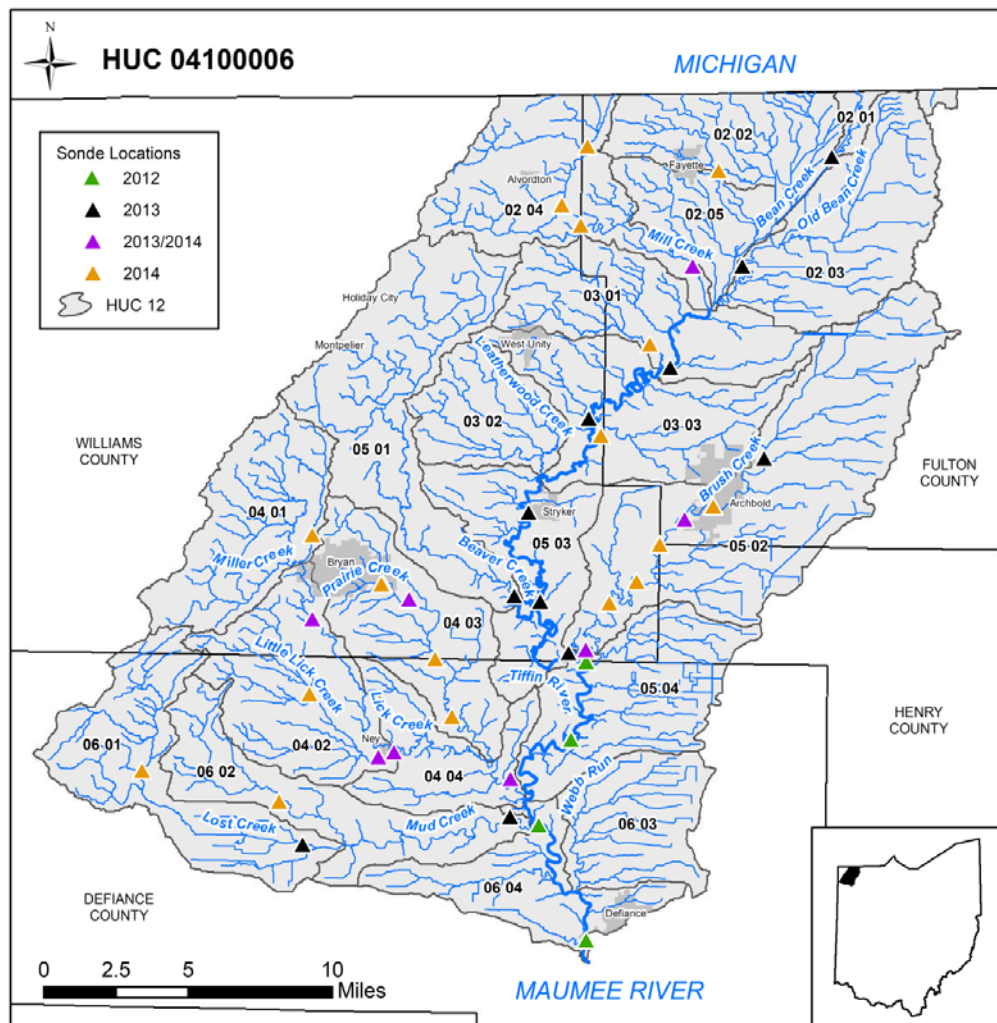 N
HUC 04100006
MICHIGAN
Sonde Locations
2012
2013
2013/2014
2014
HUC 12
02 01
02 02
Fayette
Alvordton
02 04
02 05
Bean Creek
Old Bean Creek
Mill Creek
02 03
03 01
Holiday City
Montpelier
West Unity
Leatherwood Creek
03 02
03 03
WILLIAMS
COUNTY
05 01
Brush Creek
FULTON
COUNTY
Archbold
04 01
Stryker
05 03
05 02
Miller Creek
Bryan
Prairie Creek
Beaver Creek
04 03
Little Lick Creek
Tiffin River
05 04
HENRY
COUNTY
Lick Creek
Ney
04 02
06 01
06 02
04 04
Webb Run
Mud Creek
Lost Creek
06 03
06 04
DEFIANCE
COUNTY
Defiance
0 2.5 5 10
Miles
MAUMEE RIVER